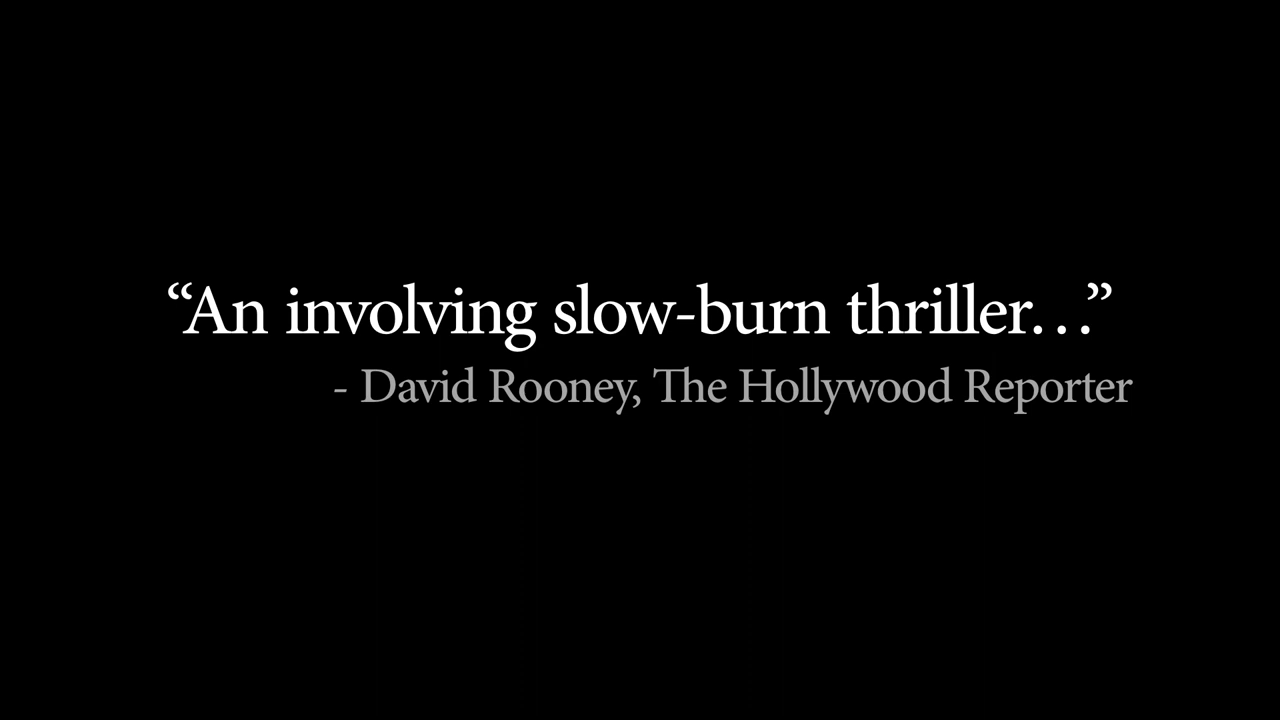 “An involving slow-burn thriller…”
- David Rooney, The Hollywood Reporter